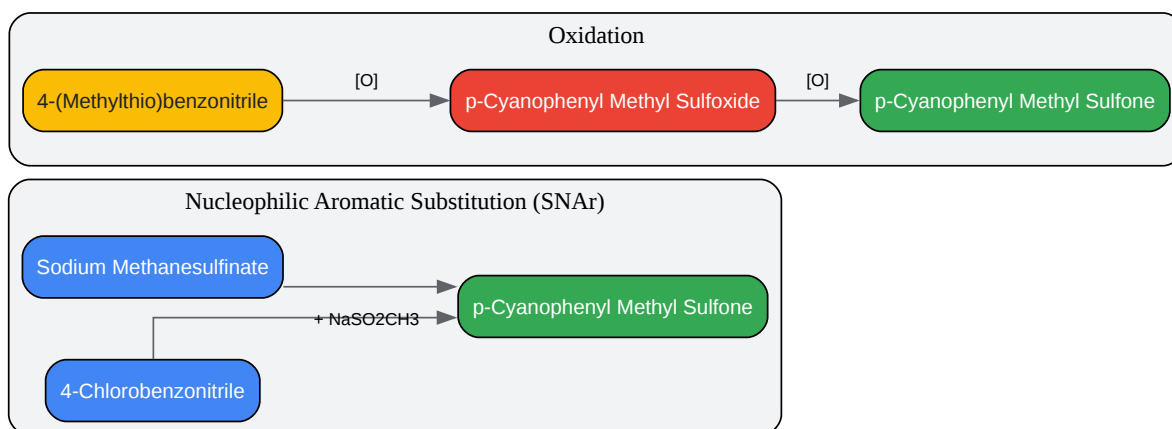 Oxidation
4-(Methylthio)benzonitrile
[O]
p-Cyanophenyl Methyl Sulfoxide
[O]
p-Cyanophenyl Methyl Sulfone
Nucleophilic Aromatic Substitution (SNAr)
Sodium Methanesulfinate
p-Cyanophenyl Methyl Sulfone
+ NaSO2CH3
4-Chlorobenzonitrile